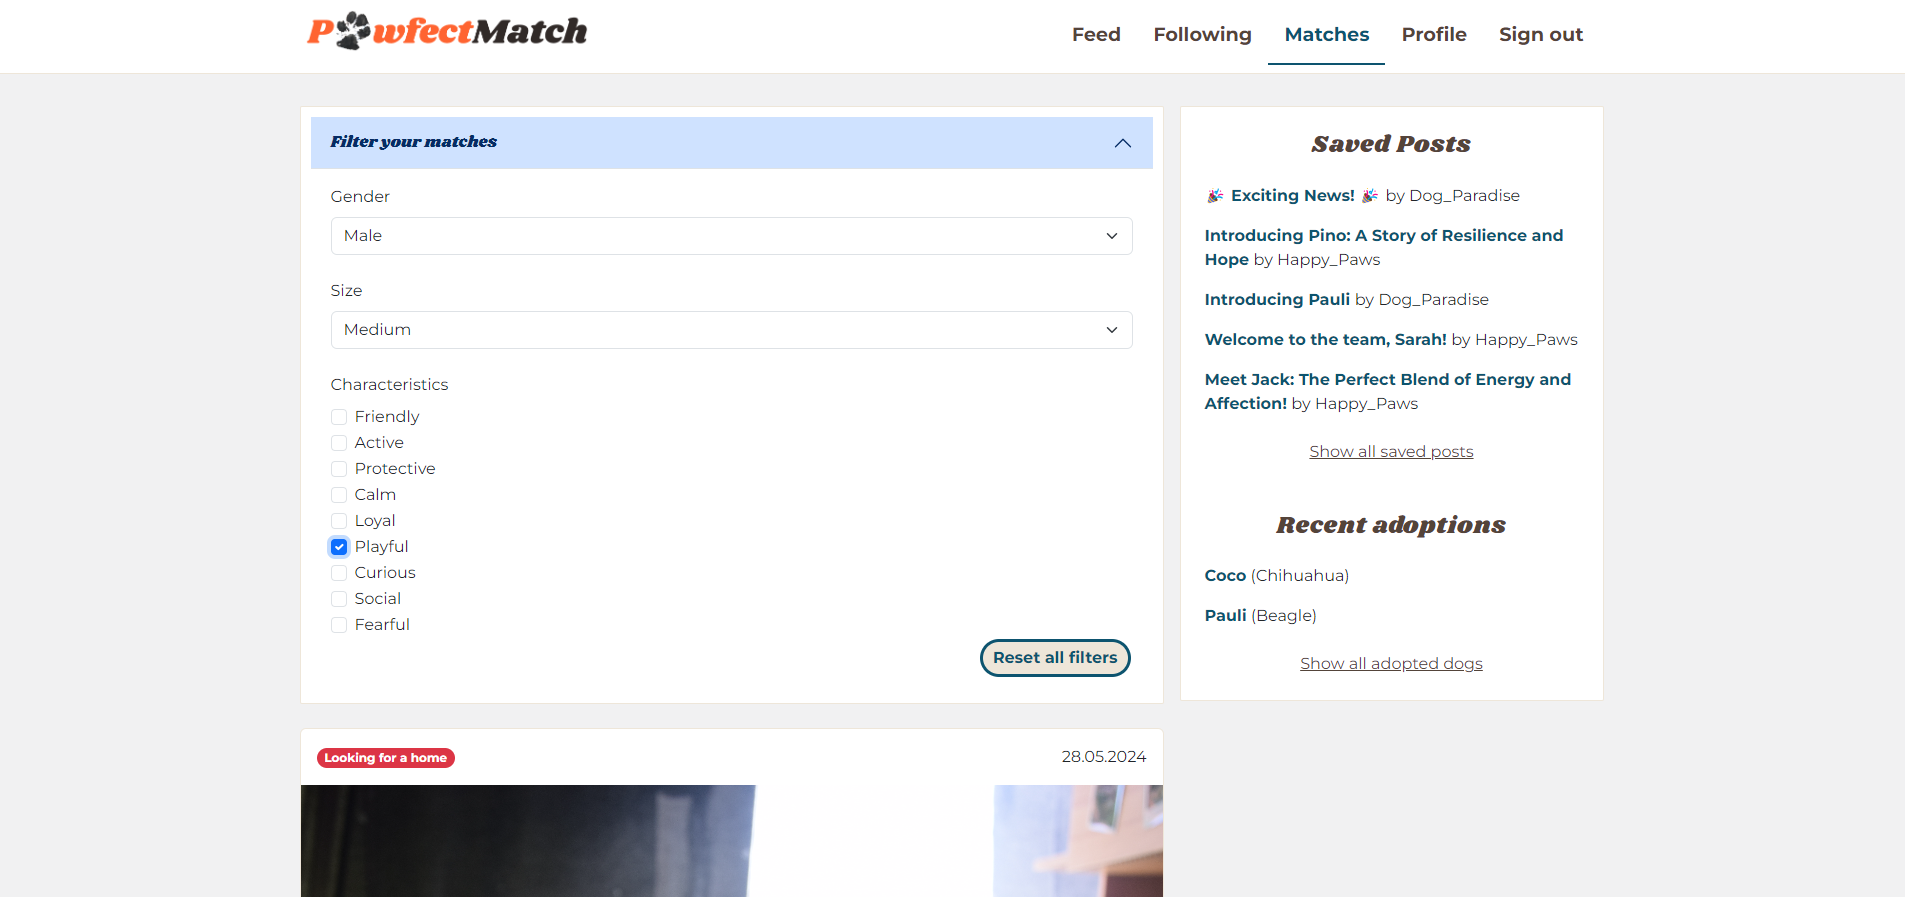 PawfectMatch
Feed
Following
Matches
Profile
Sign out
Filter your matches
Gender
Male
Size
Medium
Characteristics
Friendly
Active
Protective
Calm
Loyal
Playful
Curious
Social
Fearful
Reset all filters
Looking for a home
28.05.2024
Saved Posts
🎉 Exciting News! 🎉 by Dog_Paradise
Introducing Pino: A Story of Resilience and
Hope by Happy_Paws
Introducing Pauli by Dog_Paradise
Welcome to the team, Sarah! by Happy_Paws
Meet Jack: The Perfect Blend of Energy and
Affection! by Happy_Paws
Show all saved posts
Recent adoptions
Coco (Chihuahua)
Pauli (Beagle)
Show all adopted dogs